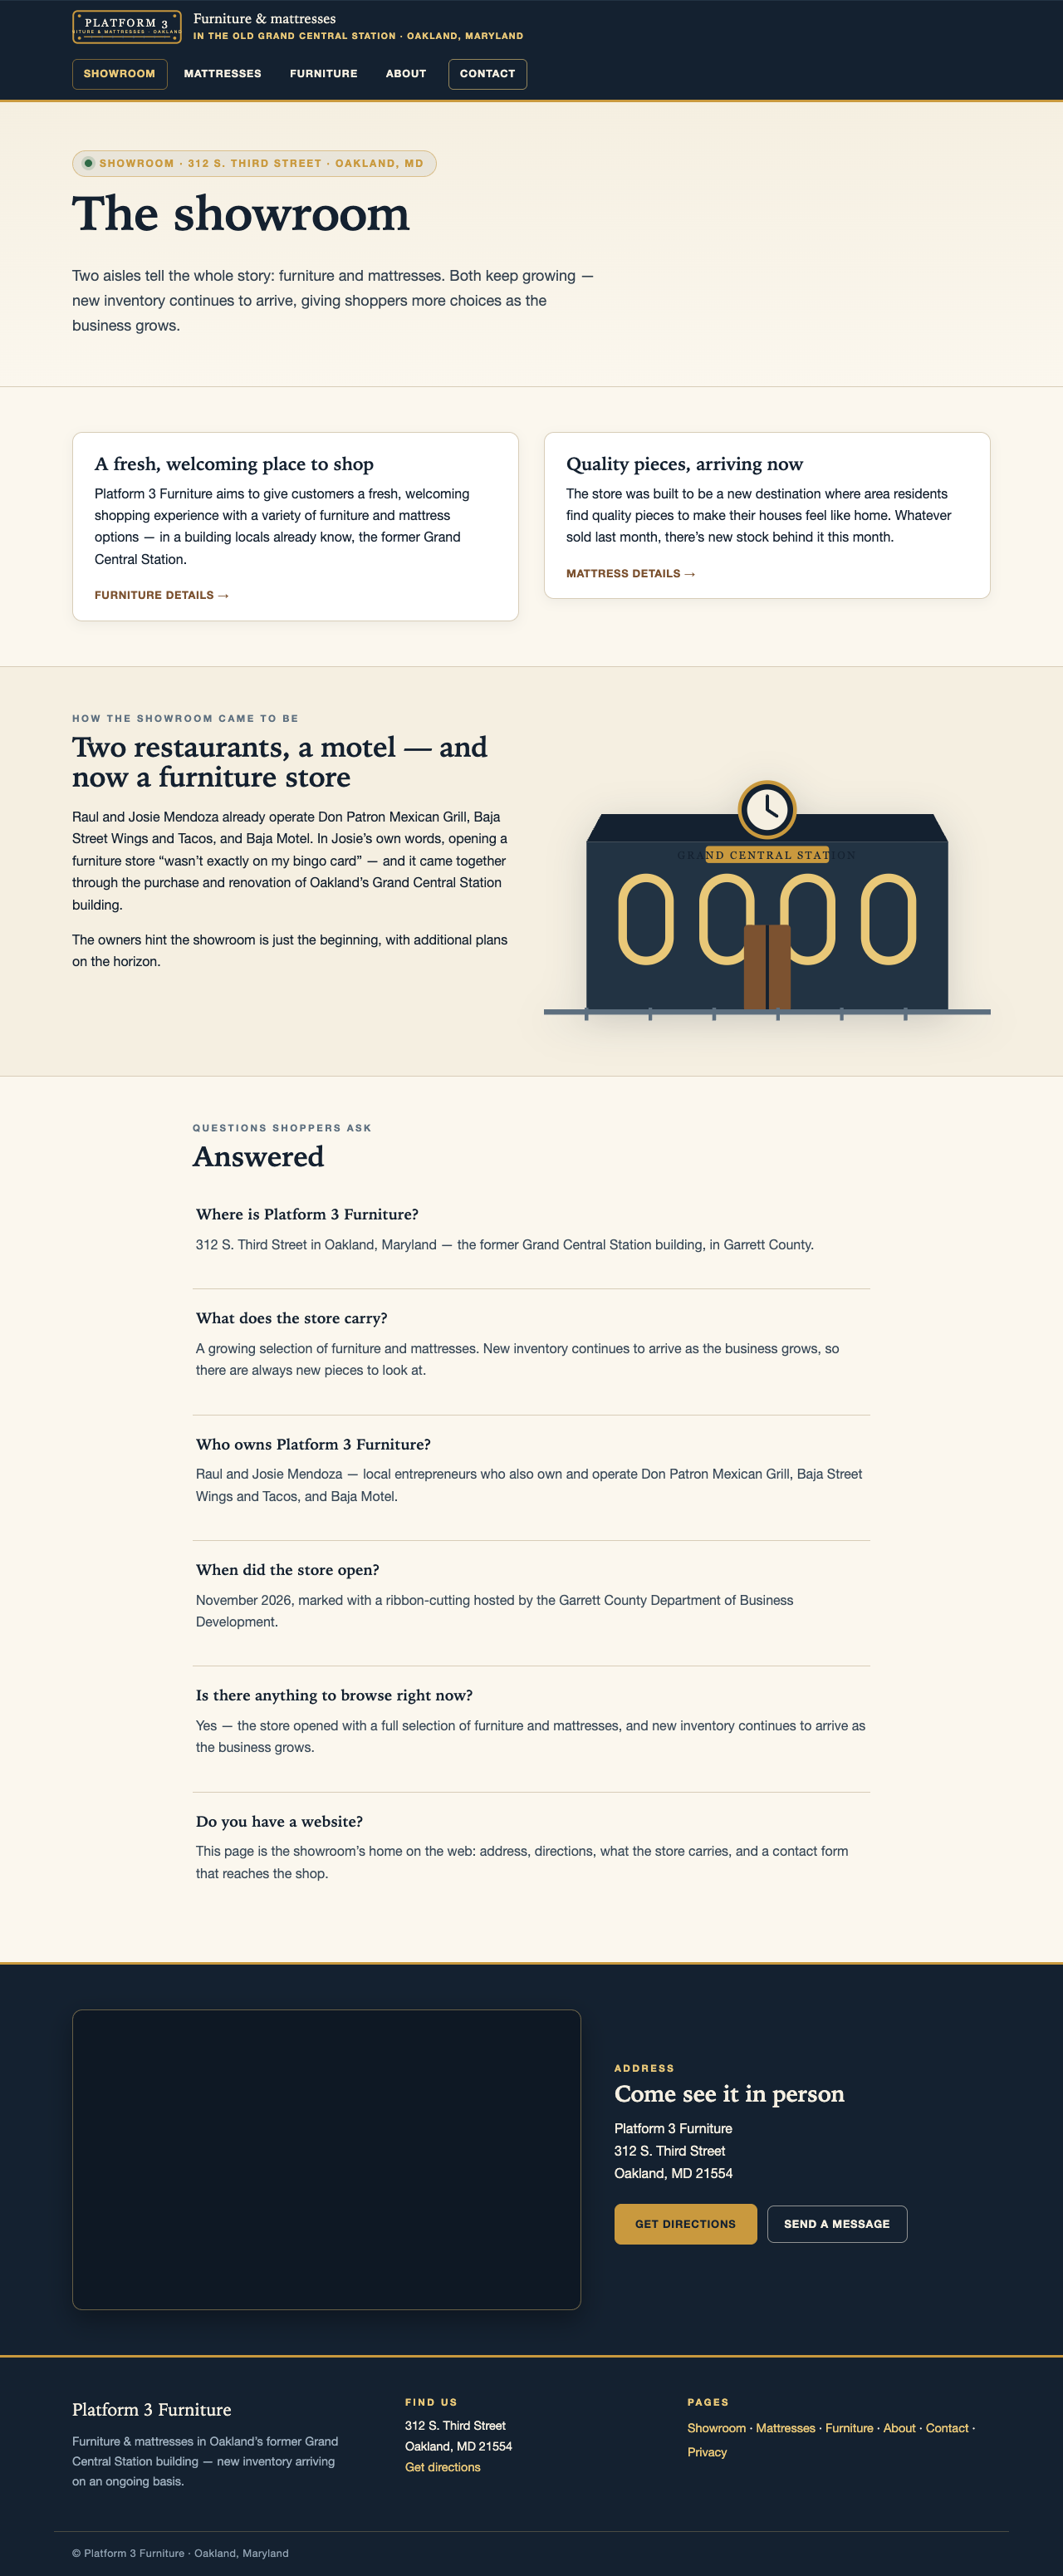 PLATFORM 3
Furniture & mattresses
IN THE OLD GRAND CENTRAL STATION · OAKLAND, MARYLAND
SHOWROOM
MATTRESSES
FURNITURE
ABOUT
CONTACT
SHOWROOM · 312 S. THIRD STREET · OAKLAND, MD
The showroom
Two aisles tell the whole story: furniture and mattresses. Both keep growing —
new inventory continues to arrive, giving shoppers more choices as the
business grows.
A fresh, welcoming place to shop
Platform 3 Furniture aims to give customers a fresh, welcoming
shopping experience with a variety of furniture and mattress
options — in a building locals already know, the former Grand
Central Station.
FURNITURE DETAILS →
Quality pieces, arriving now
The store was built to be a new destination where area residents
find quality pieces to make their houses feel like home. Whatever
sold last month, there’s new stock behind it this month.
MATTRESS DETAILS →
HOW THE SHOWROOM CAME TO BE
Two restaurants, a motel — and
now a furniture store
Raul and Josie Mendoza already operate Don Patron Mexican Grill, Baja
Street Wings and Tacos, and Baja Motel. In Josie’s own words, opening a
furniture store “wasn’t exactly on my bingo card” — and it came together
through the purchase and renovation of Oakland’s Grand Central Station
building.
The owners hint the showroom is just the beginning, with additional plans
on the horizon.
GRAND CENTRAL STATION
QUESTIONS SHOPPERS ASK
Answered
Where is Platform 3 Furniture?
312 S. Third Street in Oakland, Maryland — the former Grand Central Station building, in Garrett County.
What does the store carry?
A growing selection of furniture and mattresses. New inventory continues to arrive as the business grows, so
there are always new pieces to look at.
Who owns Platform 3 Furniture?
Raul and Josie Mendoza — local entrepreneurs who also own and operate Don Patron Mexican Grill, Baja Street
Wings and Tacos, and Baja Motel.
When did the store open?
November 2026, marked with a ribbon-cutting hosted by the Garrett County Department of Business
Development.
Is there anything to browse right now?
Yes — the store opened with a full selection of furniture and mattresses, and new inventory continues to arrive as
the business grows.
Do you have a website?
This page is the showroom’s home on the web: address, directions, what the store carries, and a contact form
that reaches the shop.
ADDRESS
Come see it in person
Platform 3 Furniture
312 S. Third Street
Oakland, MD 21554
GET DIRECTIONS
SEND A MESSAGE
Platform 3 Furniture
Furniture & mattresses in Oakland’s former Grand
Central Station building — new inventory arriving
on an ongoing basis.
FIND US
312 S. Third Street
Oakland, MD 21554
Get directions
PAGES
Showroom · Mattresses · Furniture · About · Contact ·
Privacy
© Platform 3 Furniture · Oakland, Maryland